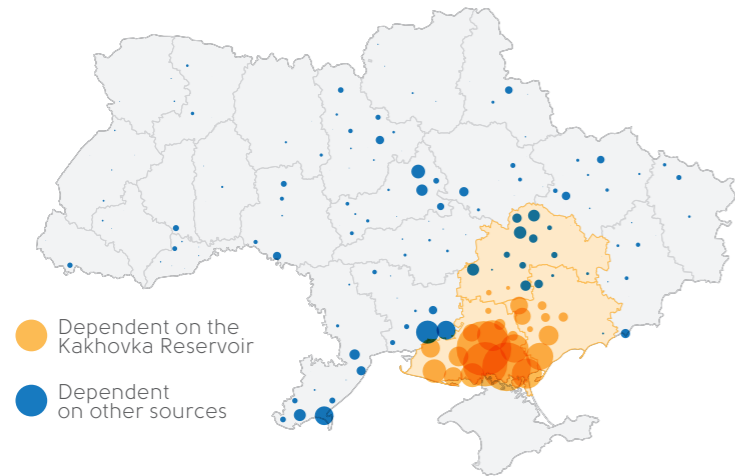 Dependent on the
Kakhovka Reservoir
Dependent
on other sources